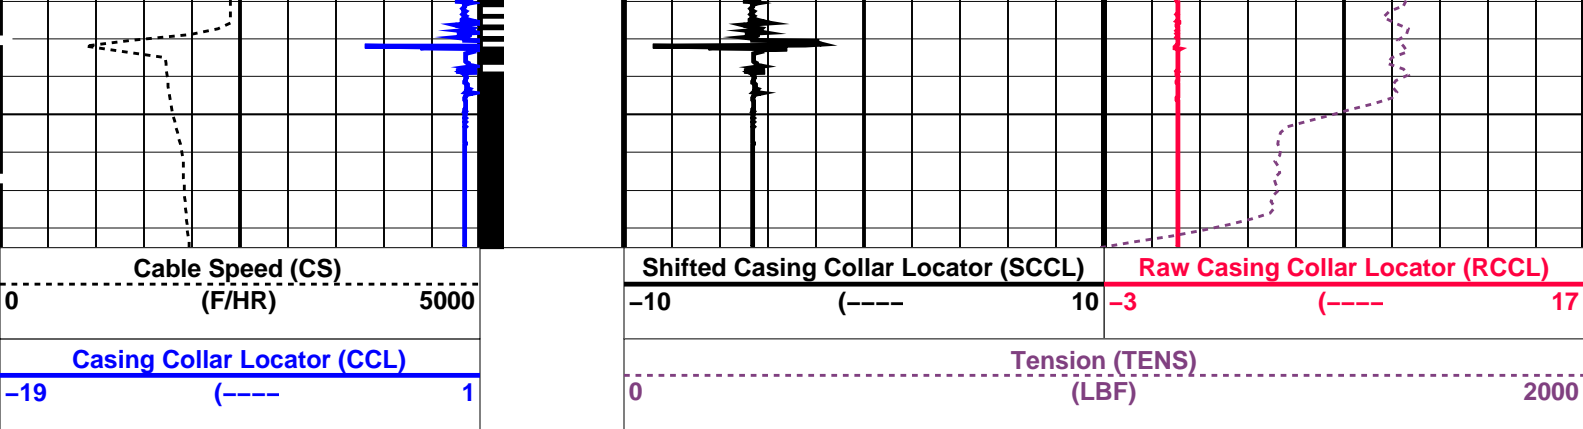 Cable Speed (CS)
0 (F/HR) 5000
Casing Collar Locator (CCL)
−19 (−−−− 1
Shifted Casing Collar Locator (SCCL)
−10 (−−−− 10
Raw Casing Collar Locator (RCCL)
−3 (−−−− 17
Tension (TENS)
0 (LBF) 2000